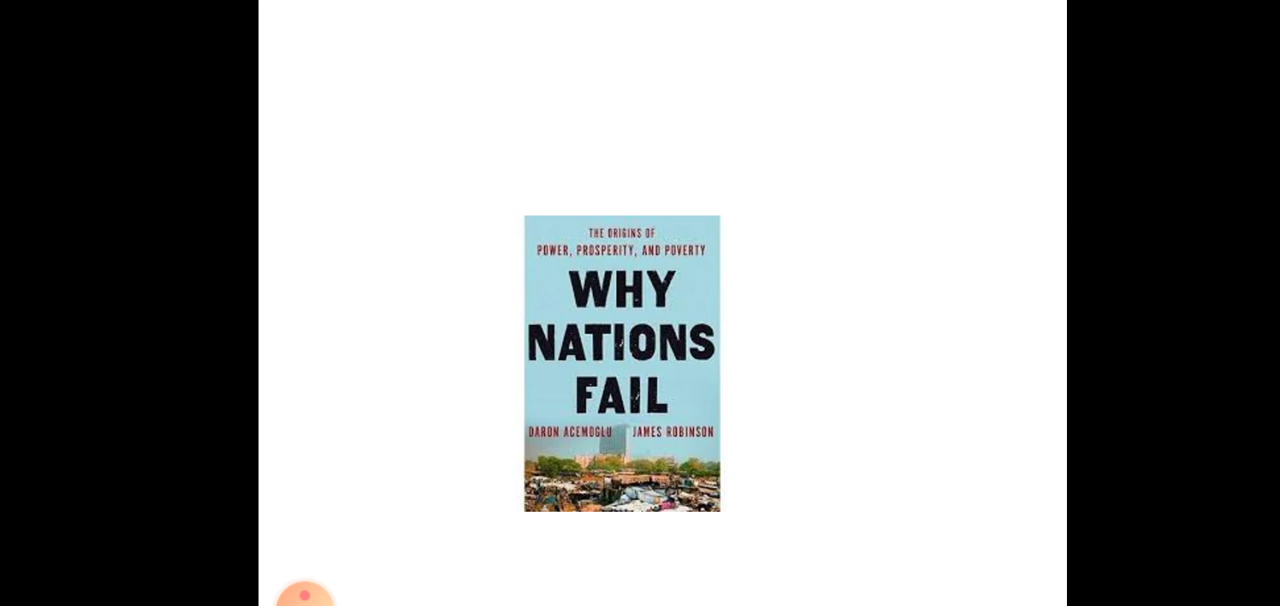 THE ORIGINS OF
POWER, PROSPERITY, AND POVERTY
WHY
NATIONS
FAIL
DARON ACEMOGLU JAMES ROBINSON